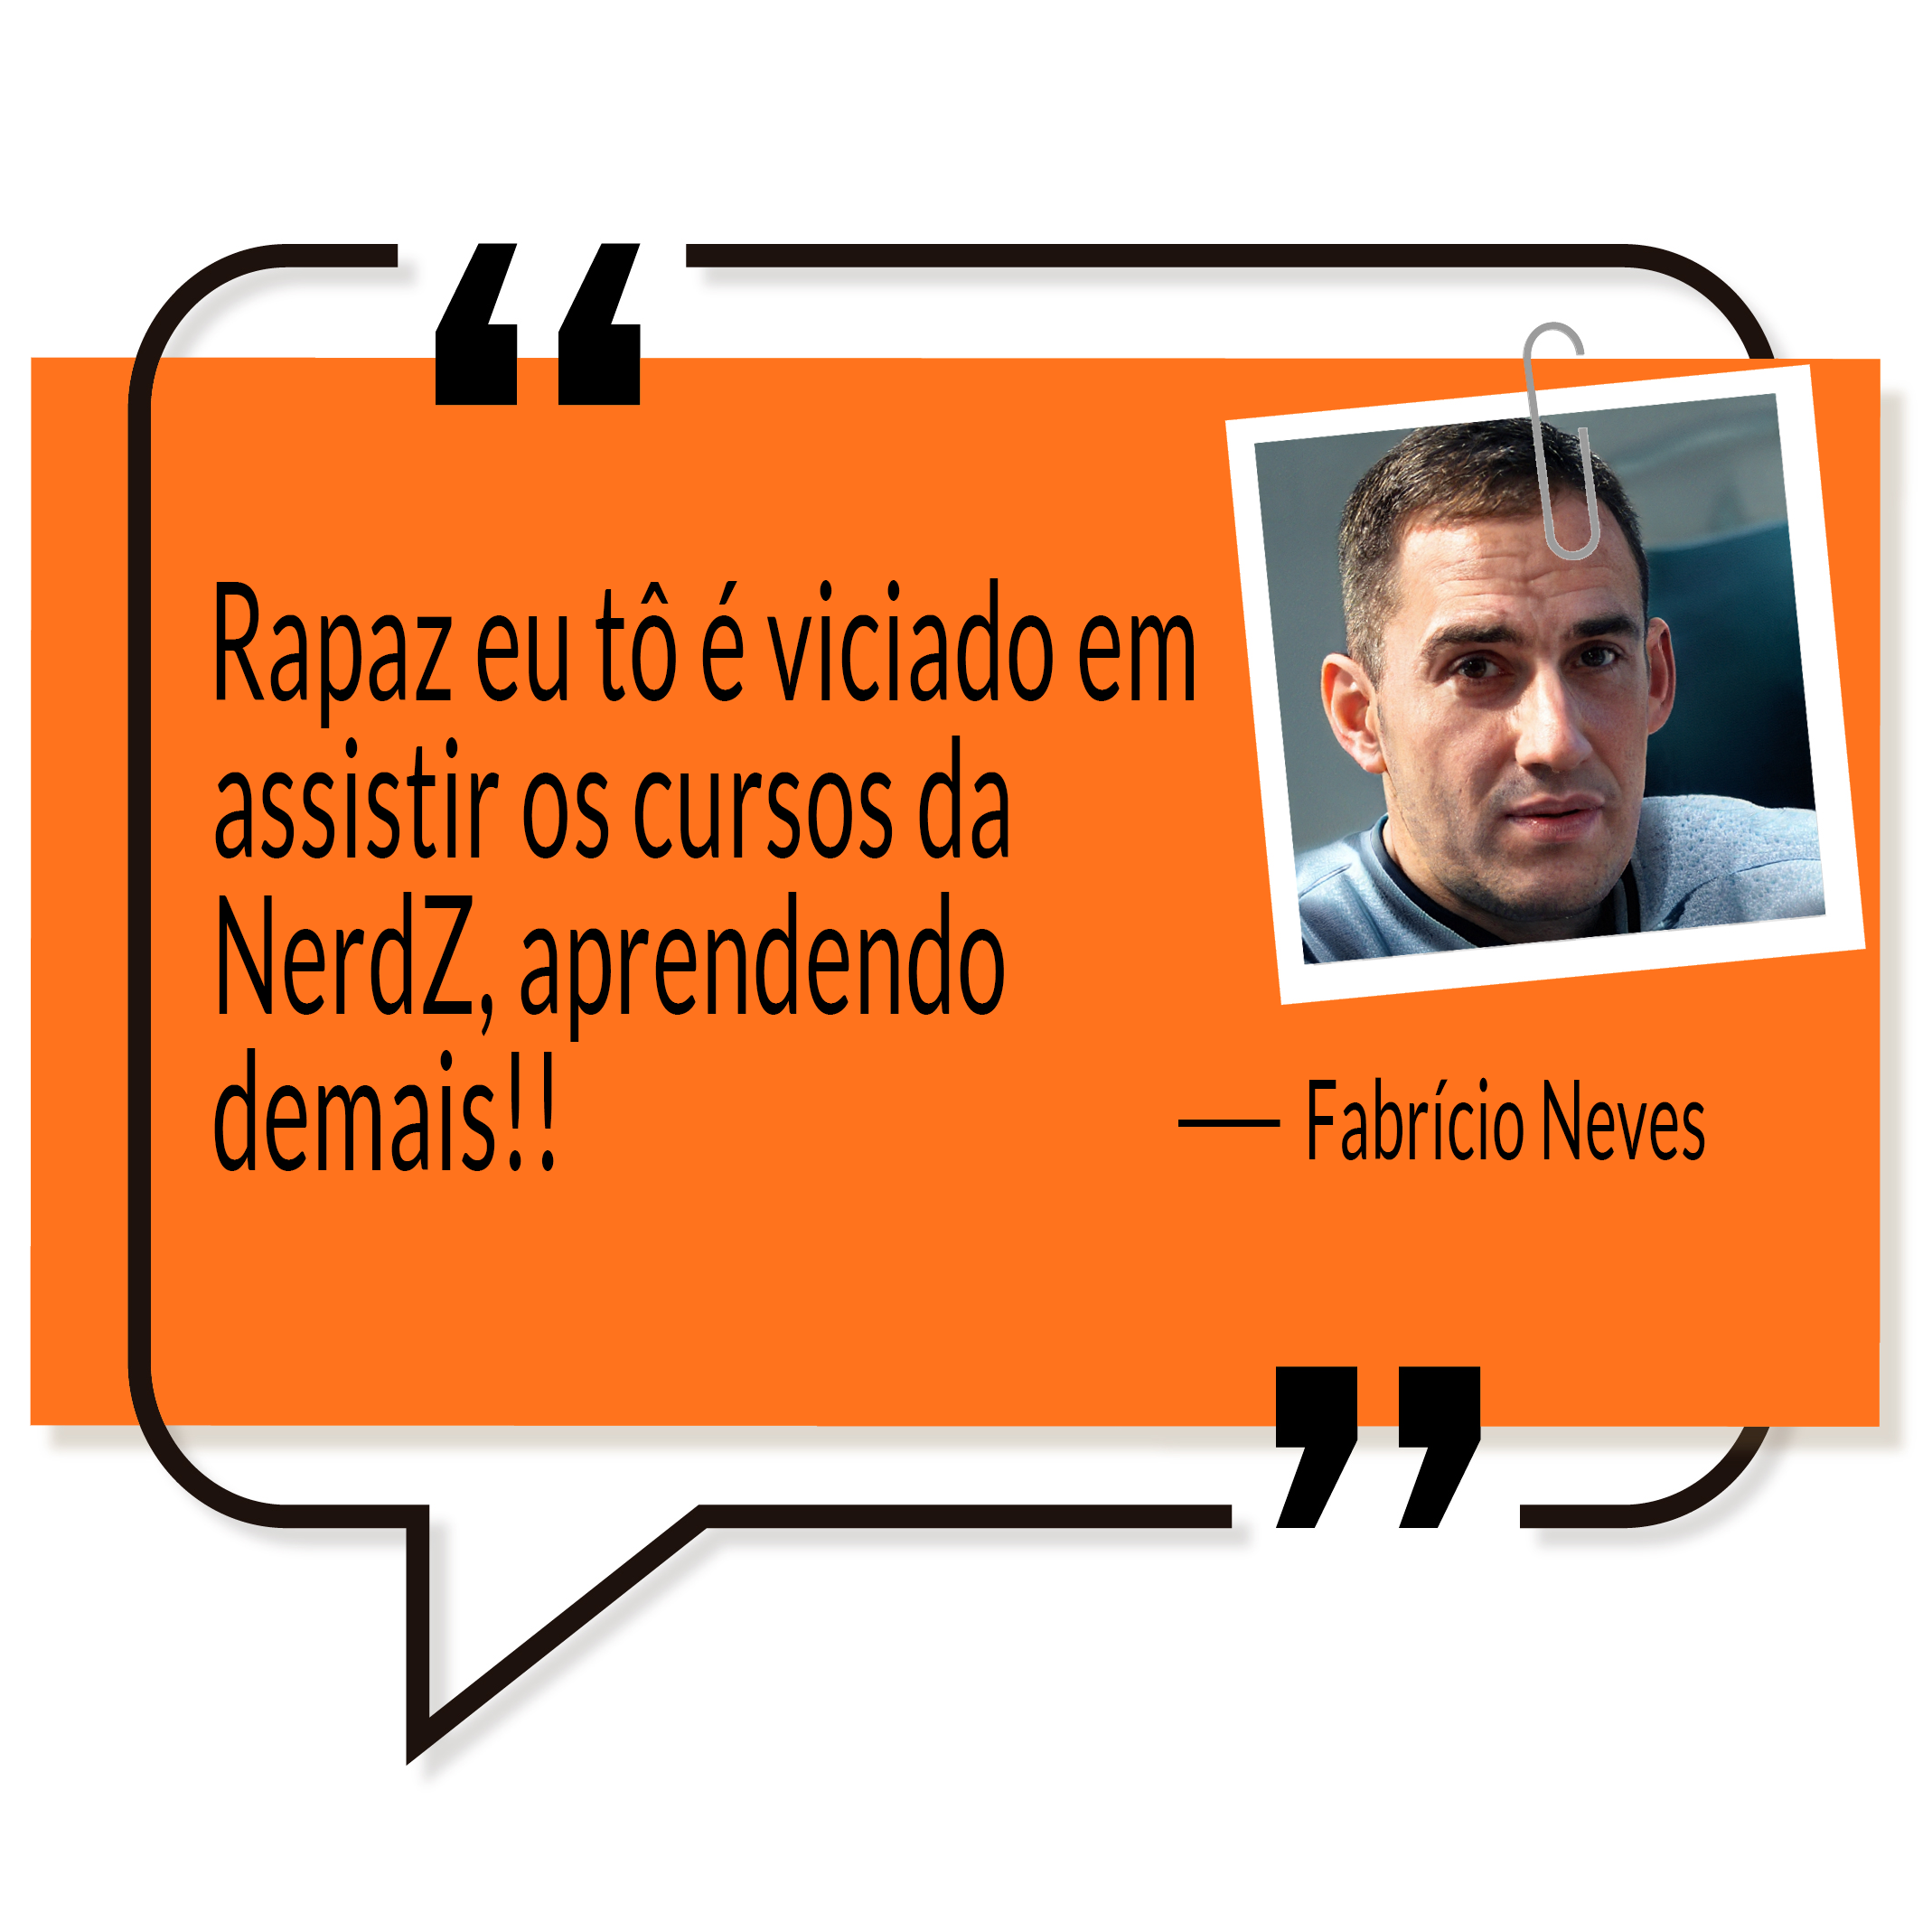 Rapaz eu tô é viciado em
assistir os cursos da
NerdZ, aprendendo
demais!!
— Fabrício Neves